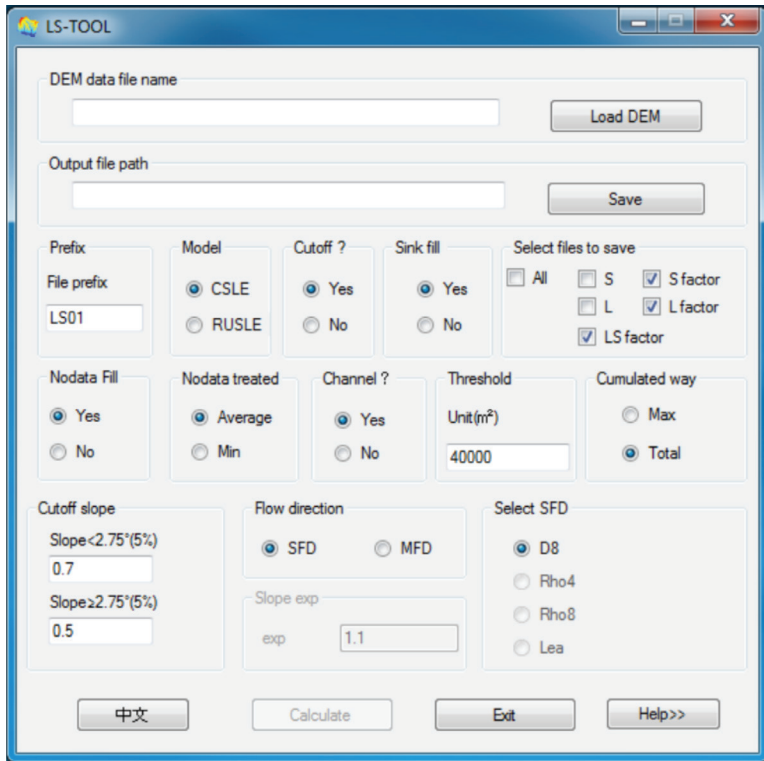 LS-TOOL
DEM data file name
Load DEM
Output file path
Save
Prefix
File prefix
LS01
Model
CSLE
RUSLE
Cutoff ?
Yes
No
Sink fill
Yes
No
Select files to save
All S S factor
L L factor
LS factor
Nodata Fill
Yes
No
Nodata treated
Average
Min
Channel ?
Yes
No
Threshold
Unit(m²)
40000
Cumulated way
Max
Total
Cutoff slope
Slope<2.75°(5%)
0.7
Slope≥2.75°(5%)
0.5
Flow direction
SFD MFD
Slope exp
exp 1.1
Select SFD
D8
Rho4
Rho8
Lea
中文 Calculate Exit Help>>